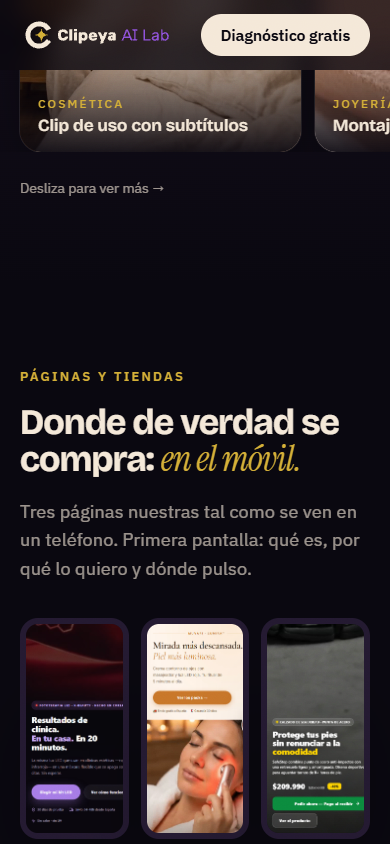 Clipeya AI Lab
Diagnóstico gratis
COSMÉTICA
Clip de uso con subtítulos
JOYERÍA
Montaj
Desliza para ver más →
PÁGINAS Y TIENDAS
Donde de verdad se
compra: en el móvil.
Tres páginas nuestras tal como se ven en
un teléfono. Primera pantalla: qué es, por
qué lo quiero y dónde pulso.
Resultados de
clínica.
En tu casa. En 20
minutos.
Mirada más descansada.
Piel más luminosa.
Protege tus pies
sin renunciar a la
comodidad
$209.990
Ver el producto